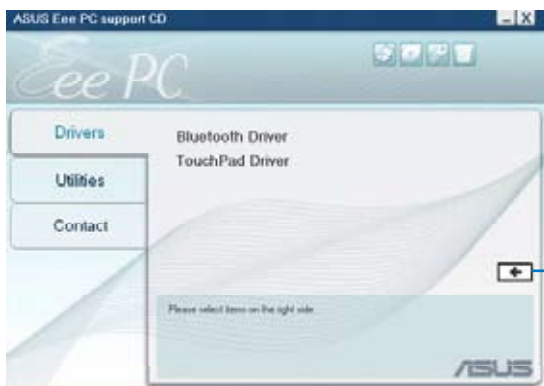 ASUS Eee PC support CD
Eee PC
Drivers
Bluetooth Driver
TouchPad Driver
Utilities
Contact
Please select items on the right side.
ASUS